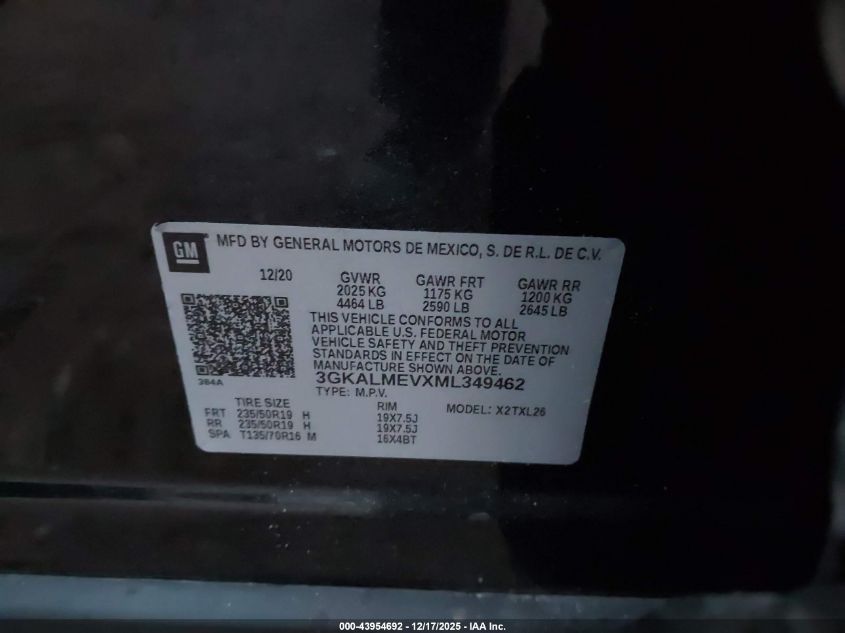 GM
MFD BY GENERAL MOTORS DE MEXICO, S. DE R.L. DE C.V.
12/20 GVWR GAWR FRT GAWR RR
2025 KG 1175 KG 1200 KG
4464 LB 2590 LB 2645 LB
THIS VEHICLE CONFORMS TO ALL
APPLICABLE U.S. FEDERAL MOTOR
VEHICLE SAFETY AND THEFT PREVENTION
STANDARDS IN EFFECT ON THE DATE OF
MANUFACTURE SHOWN ABOVE.
384A
3GKALMEVXML349462
TYPE: M.P.V. MODEL: X2TXL26
TIRE SIZE RIM
FRT 235/50R19 H 19X7.5J
RR 235/50R19 H 19X7.5J
SPA T135/70R16 M 16X4BT
000-43954692 - 12/17/2025 - IAA Inc.